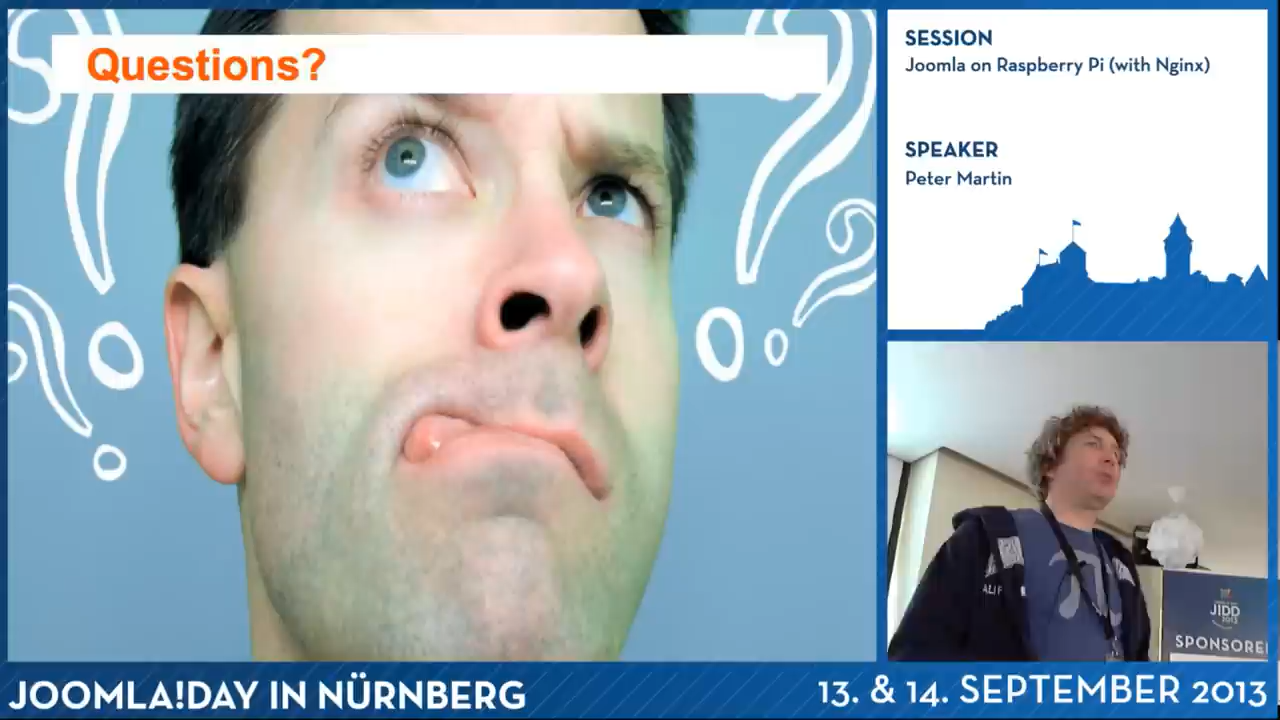 Questions?
SESSION
Joomla on Raspberry Pi (with Nginx)
SPEAKER
Peter Martin
JIDD
2013
SPONSORE
JOOMLA!DAY IN NÜRNBERG
13. & 14. SEPTEMBER 2013